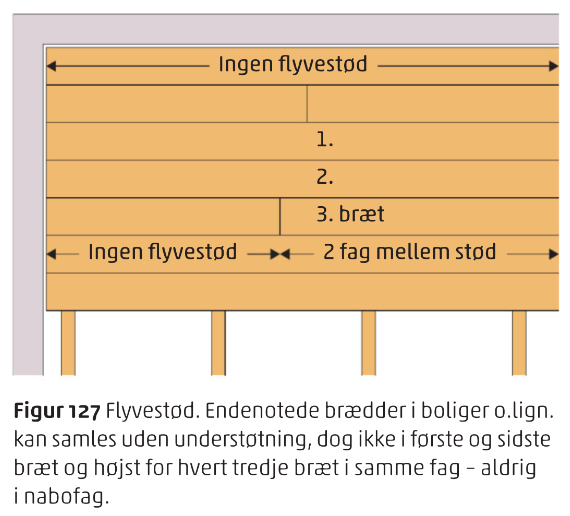 Ingen flyvestød
1.
2.
3. bræt
Ingen flyvestød
2 fag mellem stød
Figur 127 Flyvestød. Endenotede brædder i boliger o.lign.
kan samles uden understøtning, dog ikke i første og sidste
bræt og højst for hvert tredje bræt i samme fag – aldrig
i nabofag.